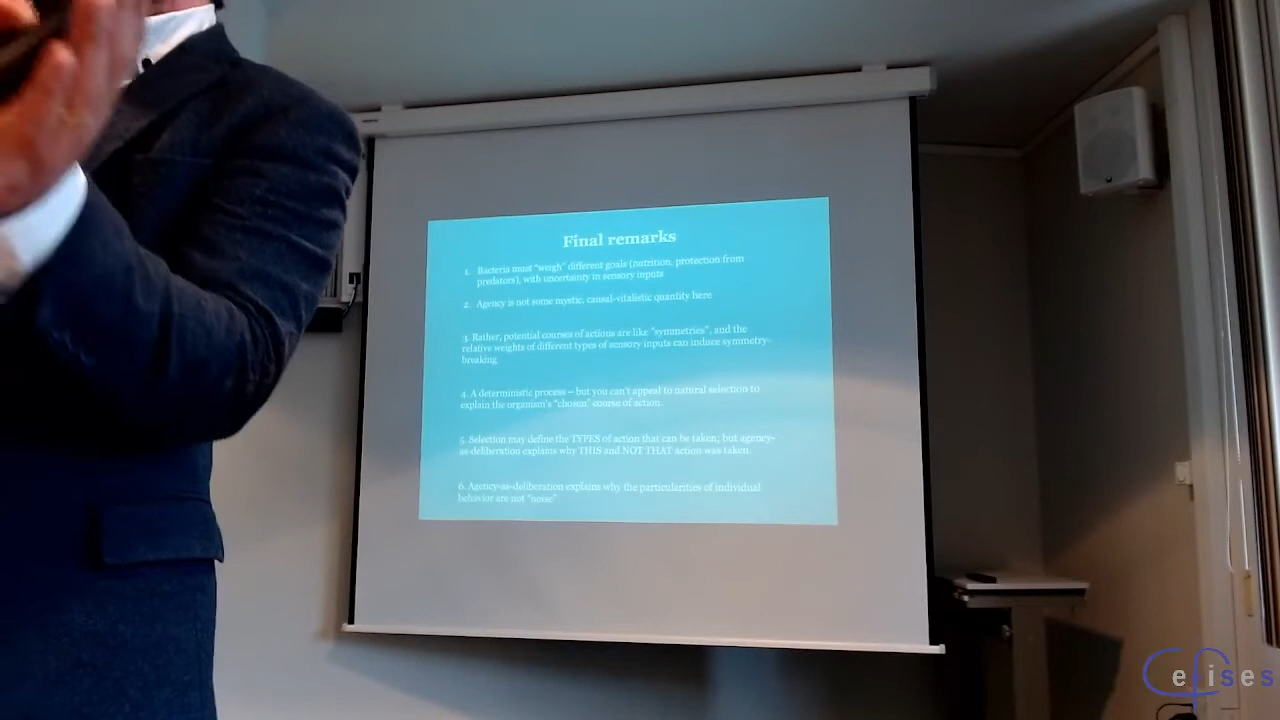 Final remarks
1. Bacteria must "weigh" different goals (nutrition, protection from
predators), with uncertainty in sensory inputs
2. Agency is not some mystic, causal-vitalistic quantity here
3. Rather, potential courses of actions are like "symmetries", and the
relative weights of different types of sensory inputs can induce symmetry-
breaking
4. A deterministic process – but you can't appeal to natural selection to
explain the organism's "chosen" course of action.
5. Selection may define the TYPES of action that can be taken; but agency-
as-deliberation explains why THIS and NOT THAT action was taken.
6. Agency-as-deliberation explains why the particularities of individual
behavior are not "noise"
Cefises